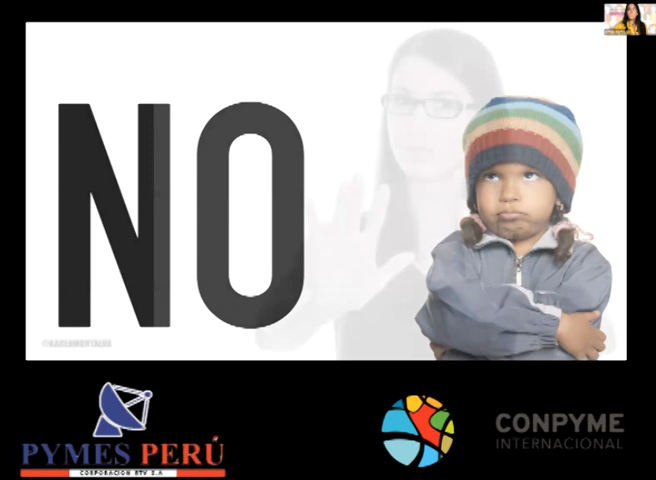 NO
PYMES PERÚ
CORPORACION RTV S.A
CONPYME
INTERNACIONAL